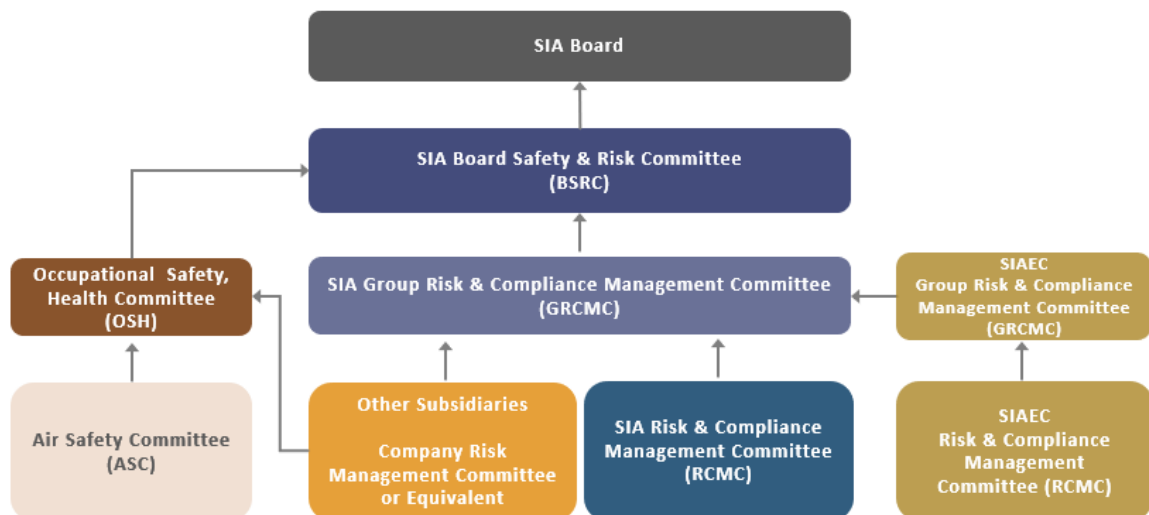 SIA Board
SIA Board Safety & Risk Committee
(BSRC)
Occupational Safety,
Health Committee
(OSH)
SIA Group Risk & Compliance Management Committee
(GRCMC)
SIAEC
Group Risk & Compliance
Management Committee
(GRCMC)
Air Safety Committee
(ASC)
Other Subsidiaries
Company Risk
Management Committee
or Equivalent
SIA Risk & Compliance
Management Committee
(RCMC)
SIAEC
Risk & Compliance
Management
Committee (RCMC)